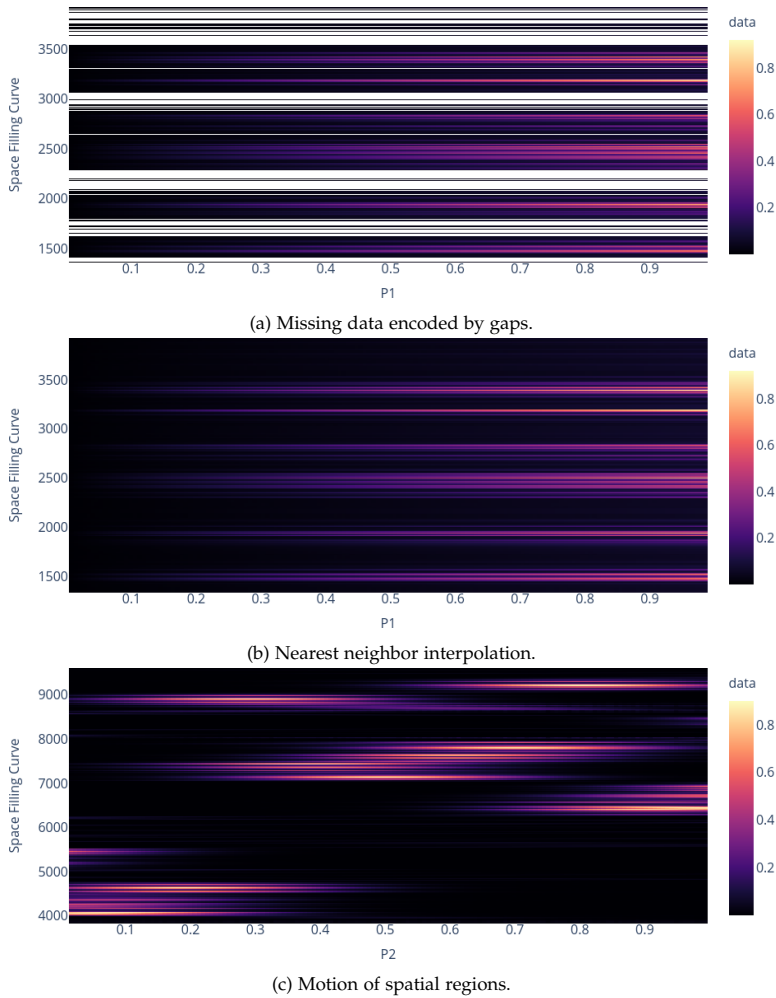 data
Space Filling Curve
3500
3000
2500
2000
1500
0.8
0.6
0.4
0.2
0.1 0.2 0.3 0.4 0.5 0.6 0.7 0.8 0.9
P1
(a) Missing data encoded by gaps.
data
Space Filling Curve
3500
3000
2500
2000
1500
0.8
0.6
0.4
0.2
0.1 0.2 0.3 0.4 0.5 0.6 0.7 0.8 0.9
P1
(b) Nearest neighbor interpolation.
data
Space Filling Curve
9000
8000
7000
6000
5000
4000
0.8
0.6
0.4
0.2
0.1 0.2 0.3 0.4 0.5 0.6 0.7 0.8 0.9
P2
(c) Motion of spatial regions.